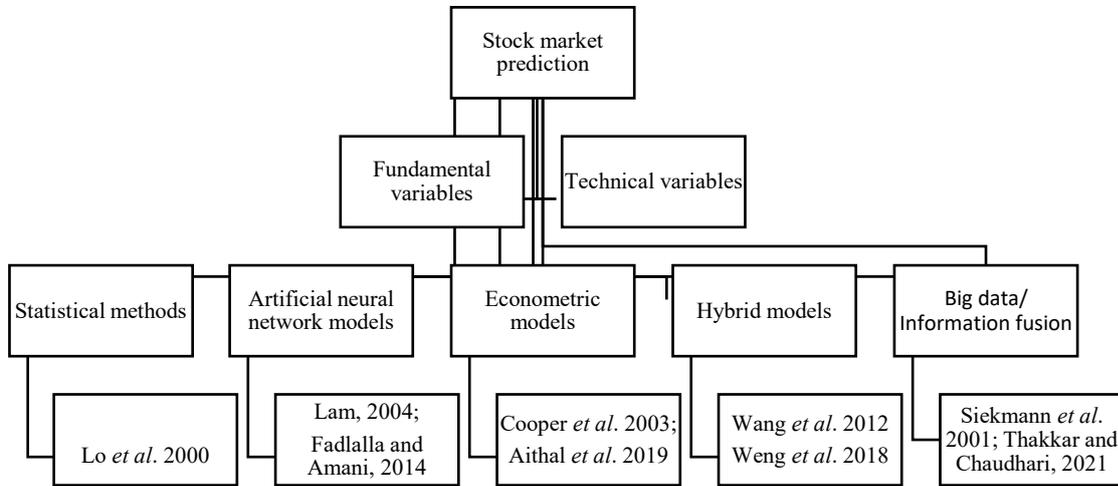 Stock market
prediction
Fundamental
variables
Technical variables
Statistical methods
Artificial neural
network models
Econometric
models
Hybrid models
Big data/
Information fusion
Lo et al. 2000
Lam, 2004;
Fadlalla and
Amani, 2014
Cooper et al. 2003;
Aithal et al. 2019
Wang et al. 2012
Weng et al. 2018
Siekmann et al.
2001; Thakkar and
Chaudhari, 2021